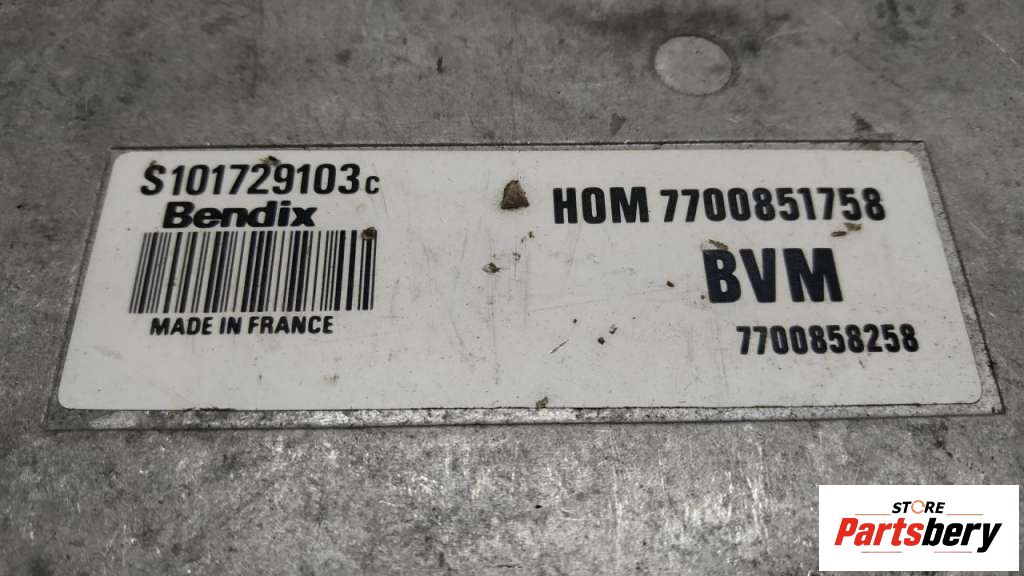 S101729103C
Bendix
MADE IN FRANCE
HOM 7700851758
BVM
7700858258
STORE
Partsbery